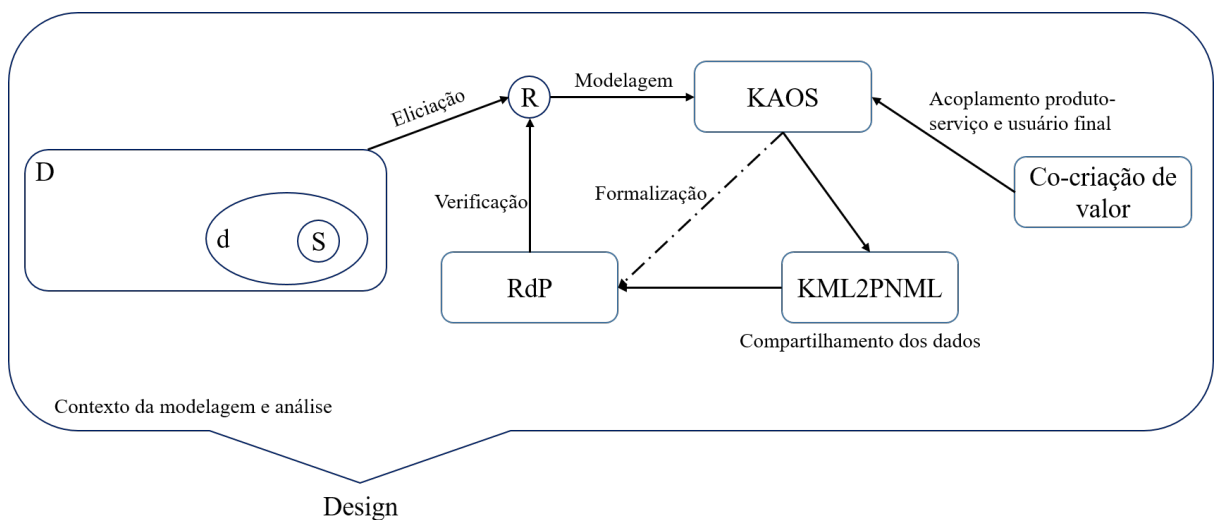 Eliciação
R
Modelagem
KAOS
Acoplamento produto-
serviço e usuário final
D
d
S
Verificação
Formalização
Co-criação de
valor
RdP
KML2PNML
Compartilhamento dos dados
Contexto da modelagem e análise
Design